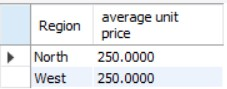 Region average unit price
North 250.0000
West 250.0000